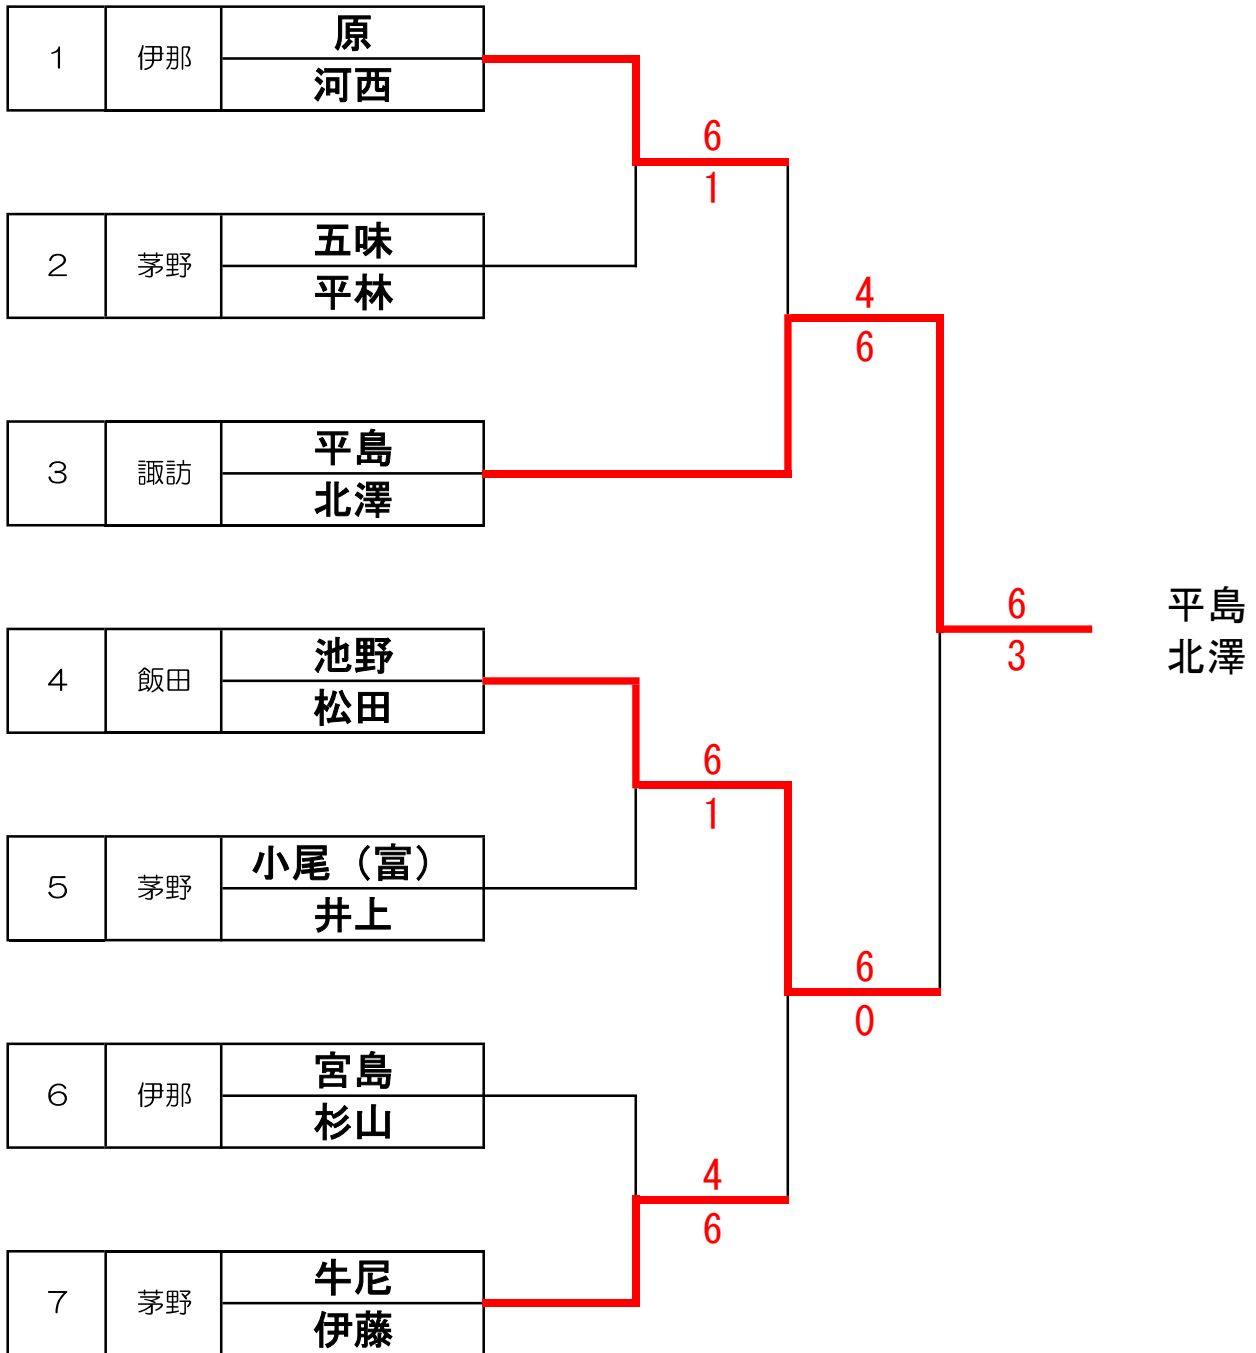 原
1 伊那
河西
6
1
五味
2 茅野
平林
4
6
平島
3 諏訪
北澤
6 平島
3 北澤
池野
4 飯田
松田
6
1
小尾（富）
5 茅野
井上
6
0
宮島
6 伊那
杉山
4
6
牛尼
7 茅野
伊藤